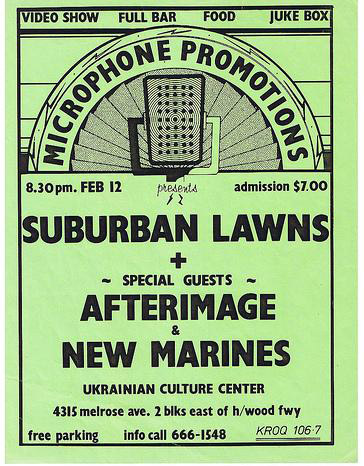 VIDEO SHOW FULL BAR FOOD JUKE BOX
MICROPHONE PROMOTIONS
8.30pm. FEB 12 presents admission $7.00
SUBURBAN LAWNS
+
~ SPECIAL GUESTS ~
AFTERIMAGE
&
NEW MARINES
UKRAINIAN CULTURE CENTER
4315 melrose ave. 2 blks east of h/wood fwy
free parking info call 666-1548 KROQ 106·7